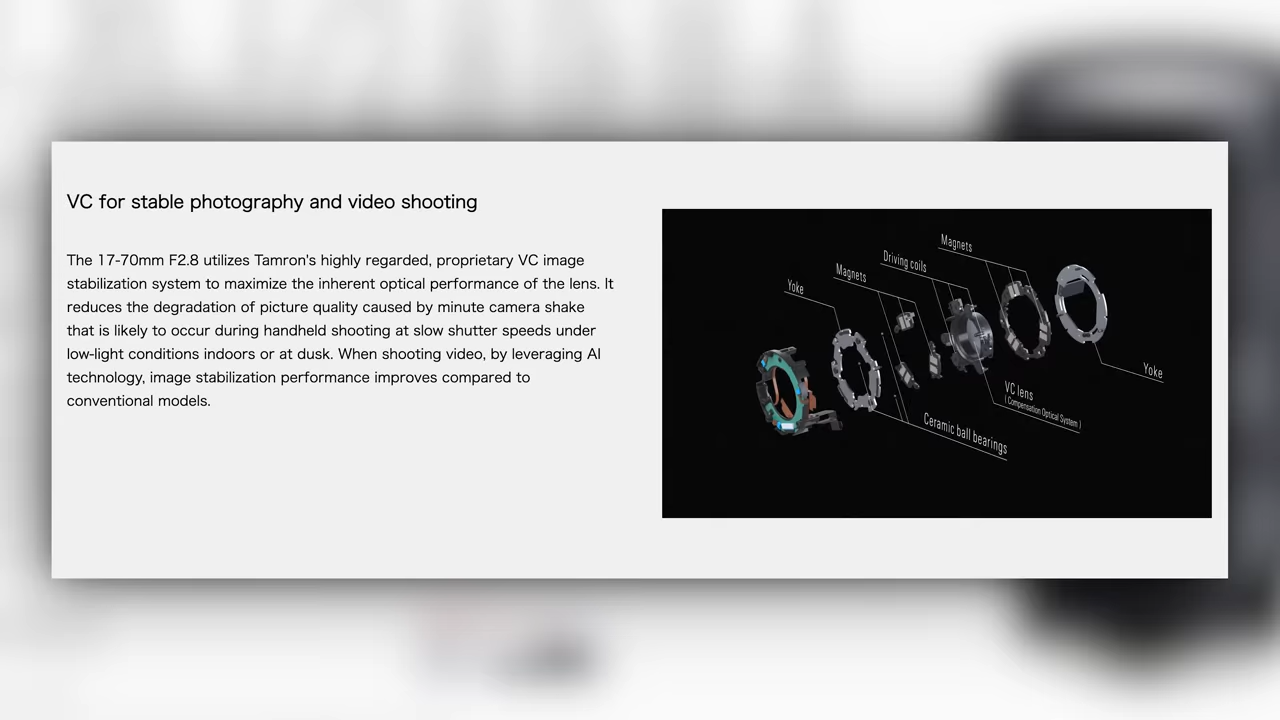 VC for stable photography and video shooting
The 17-70mm F2.8 utilizes Tamron's highly regarded, proprietary VC image
stabilization system to maximize the inherent optical performance of the lens. It
reduces the degradation of picture quality caused by minute camera shake
that is likely to occur during handheld shooting at slow shutter speeds under
low-light conditions indoors or at dusk. When shooting video, by leveraging AI
technology, image stabilization performance improves compared to
conventional models.
Magnets
Driving coils
Magnets
Yoke
Yoke
VC lens
( Compensation Optical System )
Ceramic ball bearings